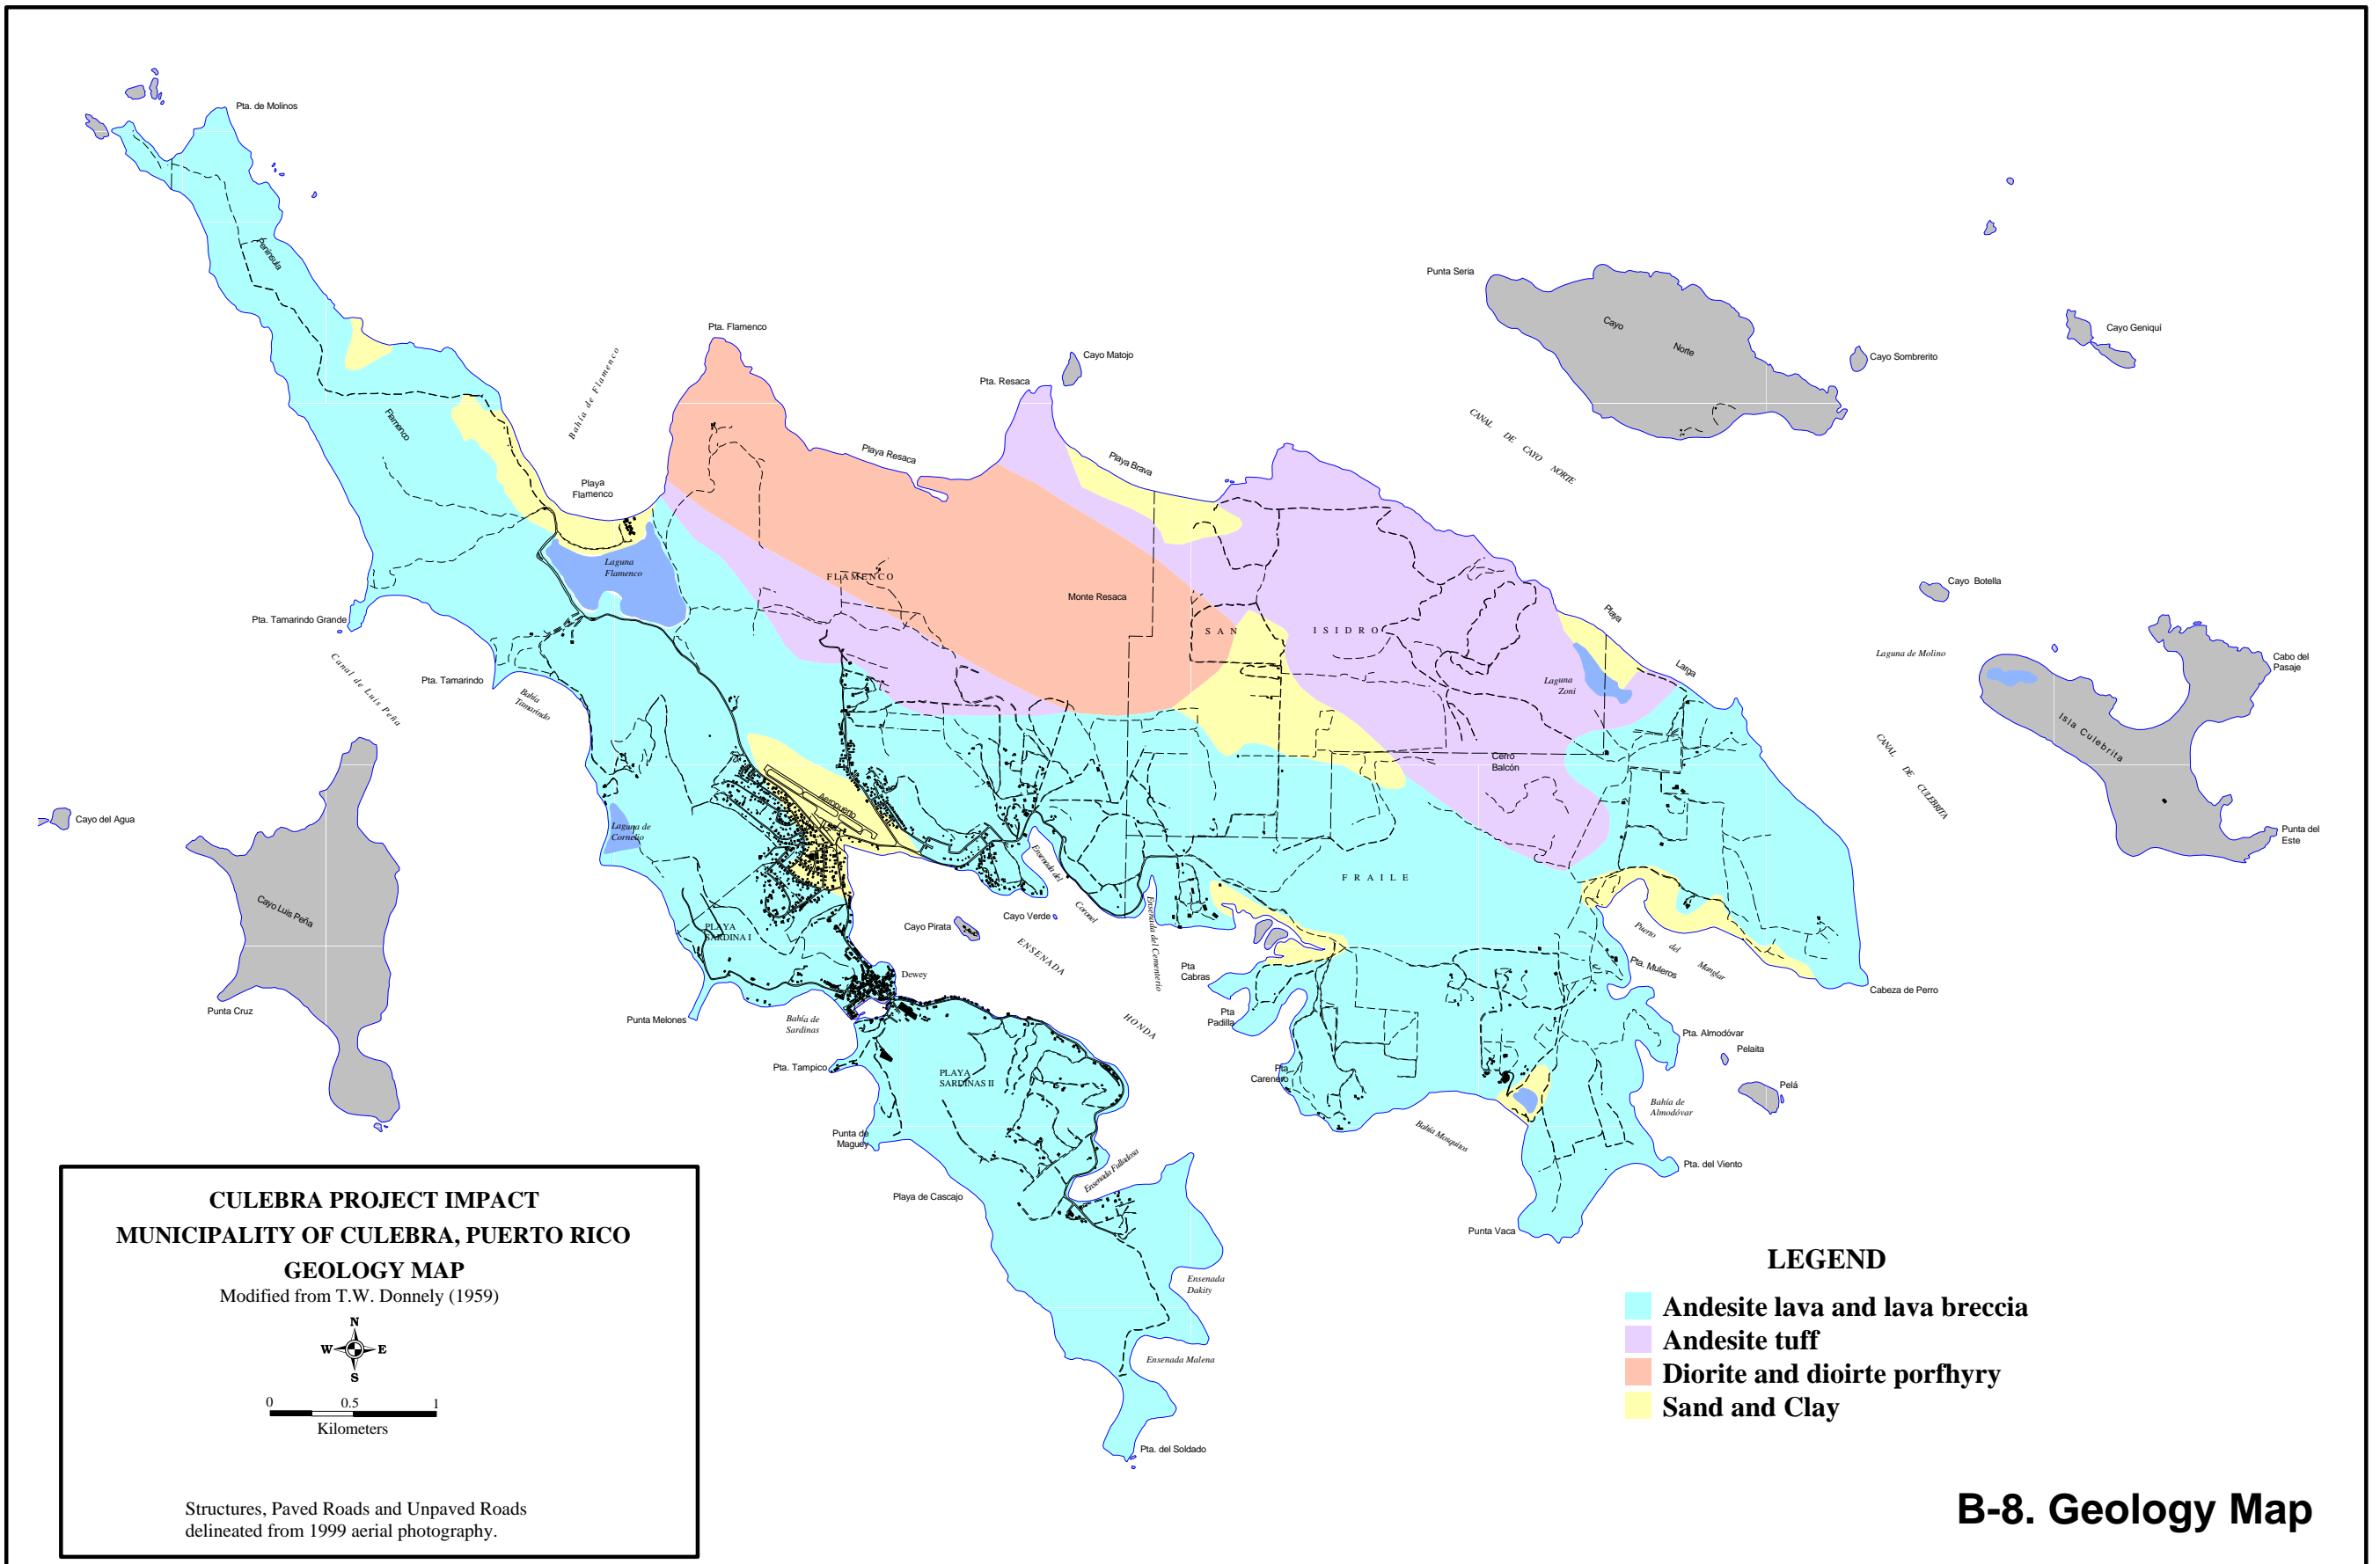 Pta. de Molinos
Peninsula
Flamenco
Bahía de Flamenco
Pta. Flamenco
Playa
Flamenco
Laguna
Flamenco
Playa Resaca
Pta. Resaca
Cayo Matojo
Playa Brava
Punta Seria
Cayo
Norte
Cayo Sombrerito
Cayo Geniquí
CANAL DE CAYO NORTE
FLAMENCO
Monte Resaca
SAN ISIDRO
Playa
Larga
Laguna
Zoni
Cayo Botella
Laguna de Molino
Cabo del
Pasaje
Isla Culebrita
CANAL DE CULEBRITA
Punta del
Este
Pta. Tamarindo Grande
Canal de Luis Peña
Pta. Tamarindo
Bahía
Tamarindo
Cayo del Agua
Cayo Luis Peña
Punta Cruz
Laguna de
Cornelio
Aeropuerto
Cerro
Balcón
FRAILE
Ensenada del
Coronel
Cayo Verde
Cayo Pirata
ENSENADA
HONDA
Ensenada del Cementerio
PLAYA
SARDINA I
Dewey
Punta Melones
Bahía de
Sardinas
Pta. Tampico
PLAYA
SARDINAS II
Punta de
Maguey
Playa de Cascajo
Ensenada Fulladosa
Ensenada
Dakity
Ensenada Malena
Pta. del Soldado
Pta
Cabras
Pta
Padilla
Pta
Carenero
Bahía Mosquitos
Puerto del Manglar
Pta. Muleros
Cabeza de Perro
Pta. Almodóvar
Pelaita
Pelá
Bahía de
Almodóvar
Pta. del Viento
Punta Vaca
CULEBRA PROJECT IMPACT
MUNICIPALITY OF CULEBRA, PUERTO RICO
GEOLOGY MAP
Modified from T.W. Donnely (1959)
N
W E
S
0 0.5 1
Kilometers
Structures, Paved Roads and Unpaved Roads
delineated from 1999 aerial photography.
LEGEND
Andesite lava and lava breccia
Andesite tuff
Diorite and dioirte porfhyry
Sand and Clay
B-8. Geology Map